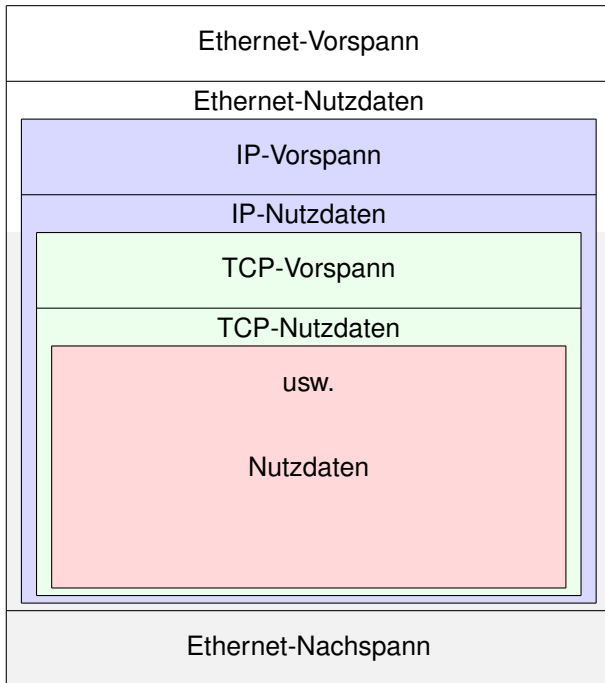 Ethernet-Vorspann
Ethernet-Nutzdaten
IP-Vorspann
IP-Nutzdaten
TCP-Vorspann
TCP-Nutzdaten
usw.
Nutzdaten
Ethernet-Nachspann